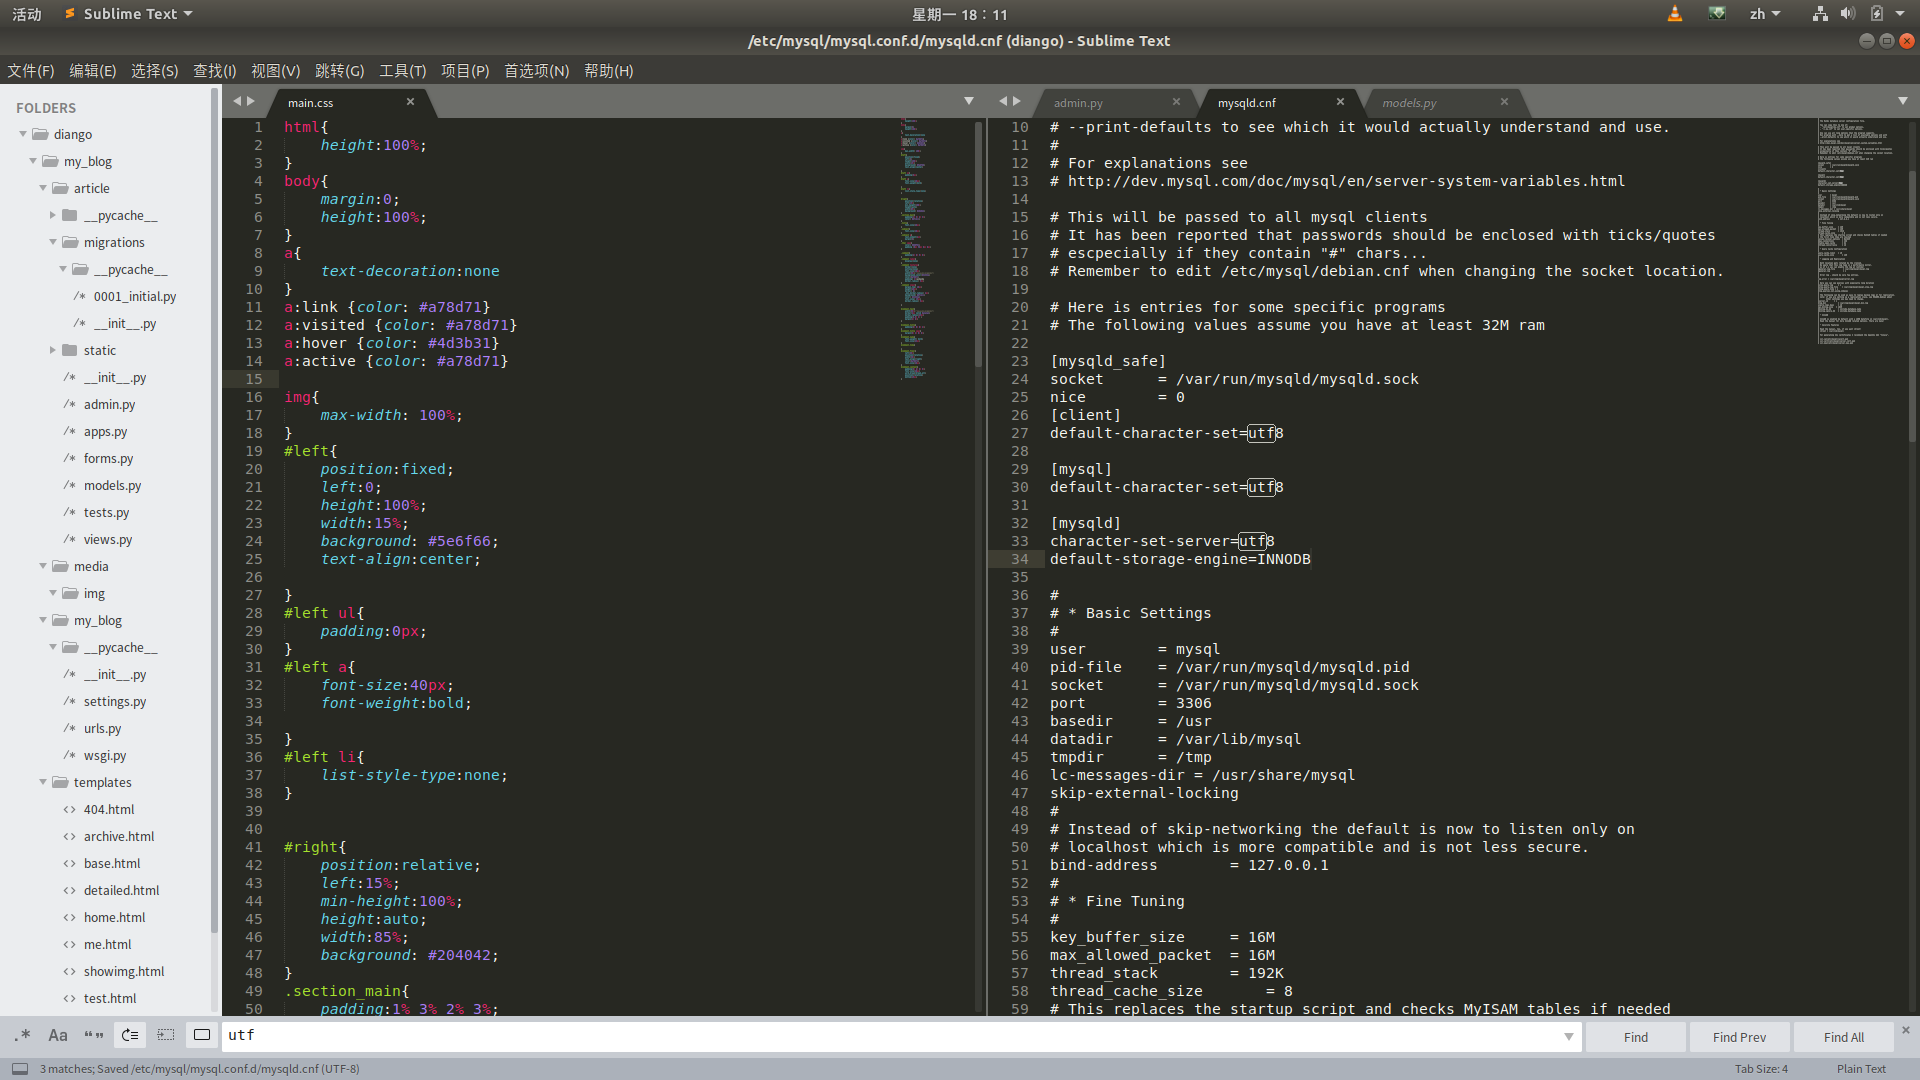 活动
Sublime Text
星期一 18：11
zh
/etc/mysql/mysql.conf.d/mysqld.cnf (diango) - Sublime Text
文件(F) 编辑(E) 选择(S) 查找(I) 视图(V) 跳转(G) 工具(T) 项目(P) 首选项(N) 帮助(H)
FOLDERS
diango
my_blog
article
__pycache__
migrations
__pycache__
/* 0001_initial.py
/* __init__.py
static
/* __init__.py
/* admin.py
/* apps.py
/* forms.py
/* models.py
/* tests.py
/* views.py
media
img
my_blog
__pycache__
/* __init__.py
/* settings.py
/* urls.py
/* wsgi.py
templates
<> 404.html
<> archive.html
<> base.html
<> detailed.html
<> home.html
<> me.html
<> showimg.html
<> test.html
main.css
1 html{
2     height:100%;
3 }
4 body{
5     margin:0;
6     height:100%;
7 }
8 a{
9     text-decoration:none
10 }
11 a:link {color: #a78d71}
12 a:visited {color: #a78d71}
13 a:hover {color: #4d3b31}
14 a:active {color: #a78d71}
15
16 img{
17     max-width: 100%;
18 }
19 #left{
20     position:fixed;
21     left:0;
22     height:100%;
23     width:15%;
24     background: #5e6f66;
25     text-align:center;
26
27 }
28 #left ul{
29     padding:0px;
30 }
31 #left a{
32     font-size:40px;
33     font-weight:bold;
34
35 }
36 #left li{
37     list-style-type:none;
38 }
39
40
41 #right{
42     position:relative;
43     left:15%;
44     min-height:100%;
45     height:auto;
46     width:85%;
47     background: #204042;
48 }
49 .section_main{
50     padding:1% 3% 2% 3%;
admin.py mysqld.cnf models.py
10 # --print-defaults to see which it would actually understand and use.
11 #
12 # For explanations see
13 # http://dev.mysql.com/doc/mysql/en/server-system-variables.html
14
15 # This will be passed to all mysql clients
16 # It has been reported that passwords should be enclosed with ticks/quotes
17 # escpecially if they contain "#" chars...
18 # Remember to edit /etc/mysql/debian.cnf when changing the socket location.
19
20 # Here is entries for some specific programs
21 # The following values assume you have at least 32M ram
22
23 [mysqld_safe]
24 socket      = /var/run/mysqld/mysqld.sock
25 nice        = 0
26 [client]
27 default-character-set=utf8
28
29 [mysql]
30 default-character-set=utf8
31
32 [mysqld]
33 character-set-server=utf8
34 default-storage-engine=INNODB
35
36 #
37 # * Basic Settings
38 #
39 user        = mysql
40 pid-file    = /var/run/mysqld/mysqld.pid
41 socket      = /var/run/mysqld/mysqld.sock
42 port        = 3306
43 basedir     = /usr
44 datadir     = /var/lib/mysql
45 tmpdir      = /tmp
46 lc-messages-dir = /usr/share/mysql
47 skip-external-locking
48 #
49 # Instead of skip-networking the default is now to listen only on
50 # localhost which is more compatible and is not less secure.
51 bind-address        = 127.0.0.1
52 #
53 # * Fine Tuning
54 #
55 key_buffer_size     = 16M
56 max_allowed_packet  = 16M
57 thread_stack        = 192K
58 thread_cache_size       = 8
59 # This replaces the startup script and checks MyISAM tables if needed
.* Aa “”
utf
Find
Find Prev
Find All
3 matches; Saved /etc/mysql/mysql.conf.d/mysqld.cnf (UTF-8)
Tab Size: 4
Plain Text